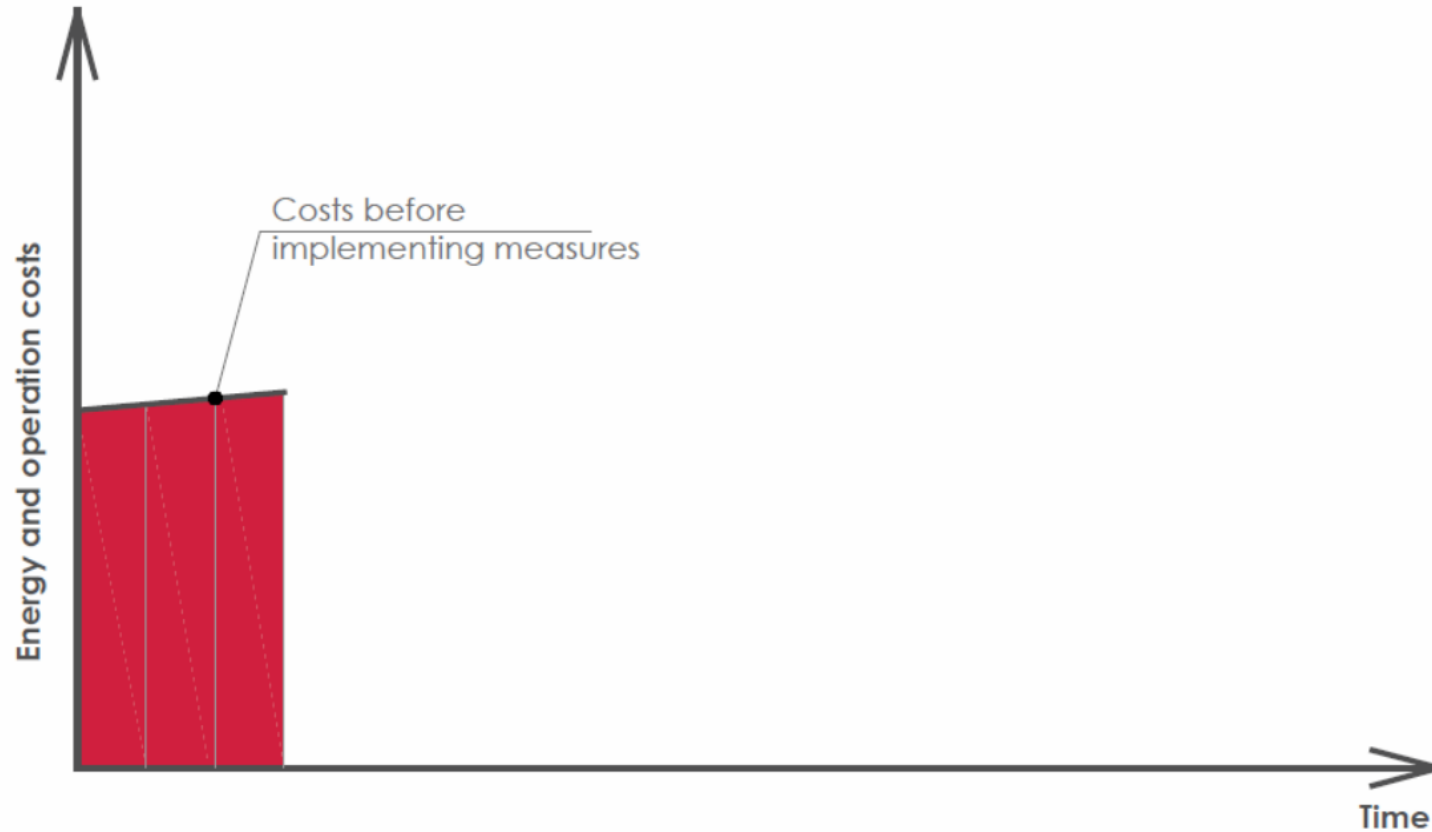 Costs before
implementing measures
Energy and operation costs
Time